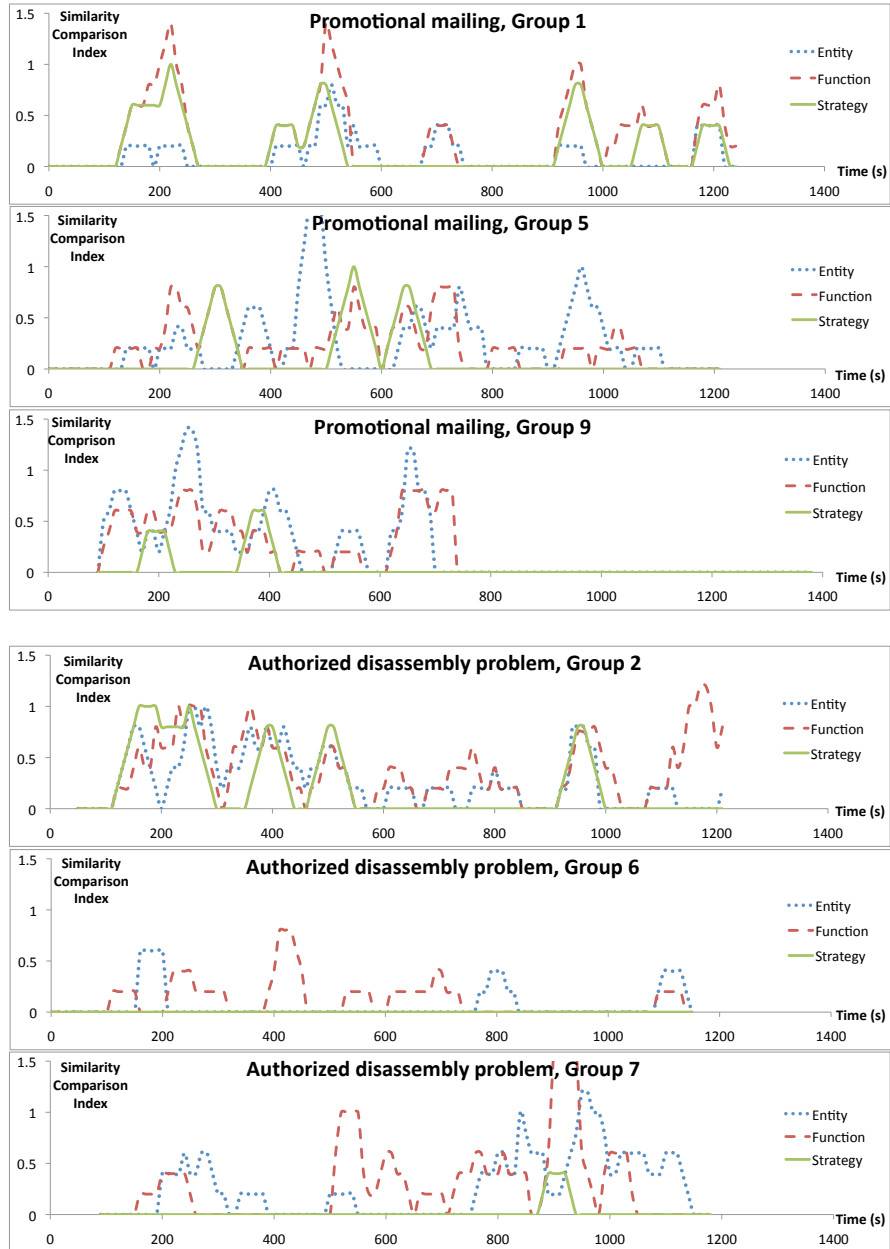 Promotional mailing, Group 1
Similarity
Comparison
Index
1.5
1
0.5
0
Entity
Function
Strategy
Time (s)
0 200 400 600 800 1000 1200 1400
Promotional mailing, Group 5
Similarity
Comparison
Index
1.5
1
0.5
0
Entity
Function
Strategy
Time (s)
0 200 400 600 800 1000 1200 1400
Promotional mailing, Group 9
Similarity
Comprison
Index
1.5
1
0.5
0
Entity
Function
Strategy
Time (s)
0 200 400 600 800 1000 1200 1400
Authorized disassembly problem, Group 2
Similarity
Comparison
Index
1.5
1
0.5
0
Entity
Function
Strategy
Time (s)
0 200 400 600 800 1000 1200 1400
Authorized disassembly problem, Group 6
Similarity
Comparison
Index
1.5
1
0.5
0
Entity
Function
Strategy
Time (s)
0 200 400 600 800 1000 1200 1400
Authorized disassembly problem, Group 7
Similarity
Comparison
Index
1.5
1
0.5
0
Entity
Function
Strategy
Time (s)
0 200 400 600 800 1000 1200 1400